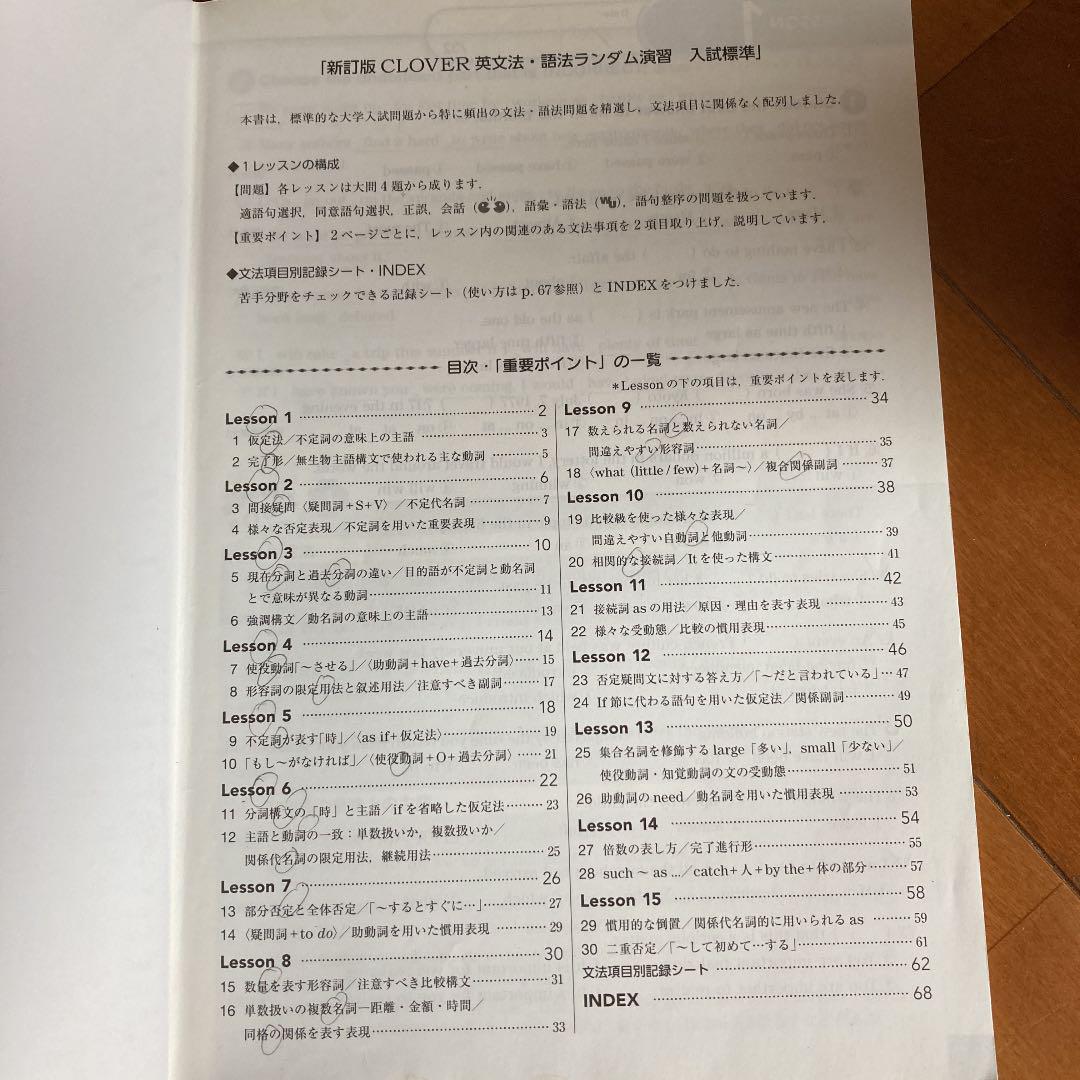 「新訂版 CLOVER 英文法・語法ランダム演習 入試標準」
本書は，標準的な大学入試問題から特に頻出の文法・語法問題を精選し，文法項目に関係なく配列しました．
◆1レッスンの構成
【問題】各レッスンは大問4題から成ります．
適語句選択，同意語句選択，正誤，会話（ ），語彙・語法（WU），語句整序の問題を扱っています．
【重要ポイント】2ページごとに，レッスン内の関連のある文法事項を2項目取り上げ，説明しています．
◆文法項目別記録シート・INDEX
苦手分野をチェックできる記録シート（使い方はp. 67参照）とINDEXをつけました．
目次・「重要ポイント」の一覧
＊Lessonの下の項目は，重要ポイントを表します．
Lesson 1 2
1 仮定法／不定詞の意味上の主語 3
2 完了形／無生物主語構文で使われる主な動詞 5
Lesson 2 6
3 間接疑問〈疑問詞＋S＋V〉／不定代名詞 7
4 様々な否定表現／不定詞を用いた重要表現 9
Lesson 3 10
5 現在分詞と過去分詞の違い／目的語が不定詞と動名詞
とで意味が異なる動詞 11
6 強調構文／動名詞の意味上の主語 13
Lesson 4 14
7 使役動詞「～させる」／〈助動詞＋have＋過去分詞〉 15
8 形容詞の限定用法と叙述用法／注意すべき副詞 17
Lesson 5 18
9 不定詞が表す「時」／〈as if＋仮定法〉 19
10 「もし～がなければ」／〈使役動詞＋O＋過去分詞〉 21
Lesson 6 22
11 分詞構文の「時」と主語／ifを省略した仮定法 23
12 主語と動詞の一致：単数扱いか，複数扱いか／
関係代名詞の限定用法，継続用法 25
Lesson 7 26
13 部分否定と全体否定／「～するとすぐに…」 27
14 〈疑問詞＋to do〉／助動詞を用いた慣用表現 29
Lesson 8 30
15 数量を表す形容詞／注意すべき比較構文 31
16 単数扱いの複数名詞―距離・金額・時間／
同格の関係を表す表現 33
Lesson 9 34
17 数えられる名詞と数えられない名詞／
間違えやすい形容詞 35
18 〈what (little / few)＋名詞～〉／複合関係副詞 37
Lesson 10 38
19 比較級を使った様々な表現／
間違えやすい自動詞と他動詞 39
20 相関的な接続詞／Itを使った構文 41
Lesson 11 42
21 接続詞 asの用法／原因・理由を表す表現 43
22 様々な受動態／比較の慣用表現 45
Lesson 12 46
23 否定疑問文に対する答え方／「～だと言われている」 47
24 If 節に代わる語句を用いた仮定法／関係副詞 49
Lesson 13 50
25 集合名詞を修飾するlarge「多い」，small「少ない」／
使役動詞・知覚動詞の文の受動態 51
26 助動詞のneed／動名詞を用いた慣用表現 53
Lesson 14 54
27 倍数の表し方／完了進行形 55
28 such ～ as .../catch＋人＋by the＋体の部分 57
Lesson 15 58
29 慣用的な倒置／関係代名詞的に用いられる as 59
30 二重否定／「～して初めて…する」 61
文法項目別記録シート 62
INDEX 68